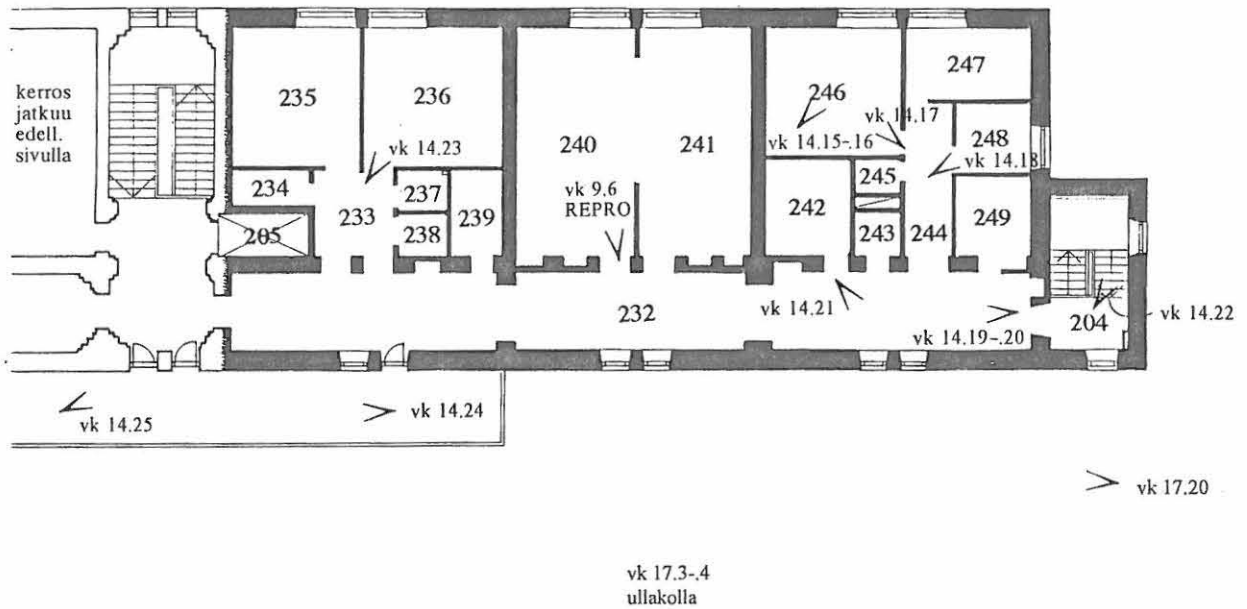 kerros
jatkuu
edell.
sivulla
235
236
240
241
246
247
vk 14.17
vk 14.15-.16
248
vk 14.18
vk 14.23
234
237
245
205
233
238
239
vk 9.6
REPRO
242
243
244
249
232
vk 14.21
vk 14.19-.20
204
vk 14.22
vk 14.25
vk 14.24
vk 17.20
vk 17.3-.4
ullakolla